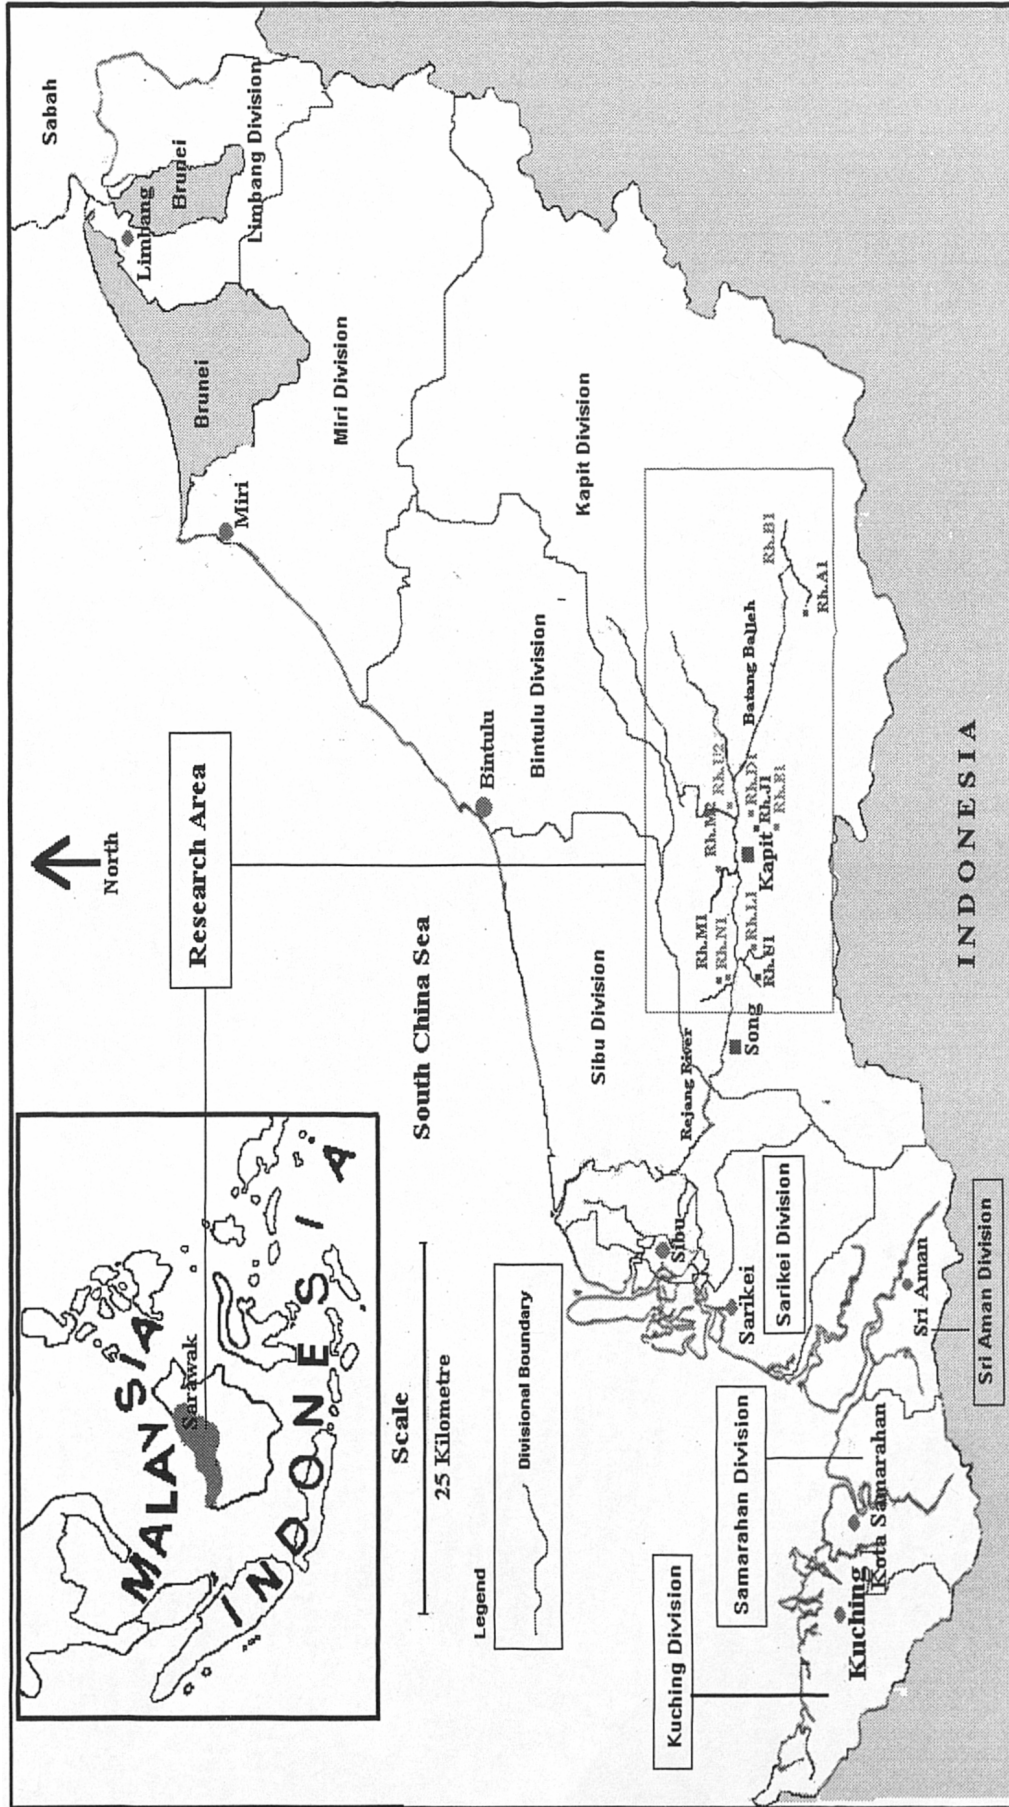 Sabah
Limbang
Brunei
Limbang Division
Brunei
Miri
Miri Division
Kapit Division
Bintulu
Bintulu Division
Research Area
North
South China Sea
Sibu Division
Rejang River
Song
Rh.M1
Rh.N1
Rh.L1
Rh.M2
Rh.U2
Kapit
Rh.J1
Rh.D1
Rh.E1
Batang Balleh
Rh.B1
Rh.A1
INDONESIA
MALAYSIA
Sarawak
INDONESIA
Scale
25 Kilometre
Legend
Divisional Boundary
Sibu
Sarikei
Sarikei Division
Sri Aman
Sri Aman Division
Samarahan Division
Kota Samarahan
Kuching
Kuching Division